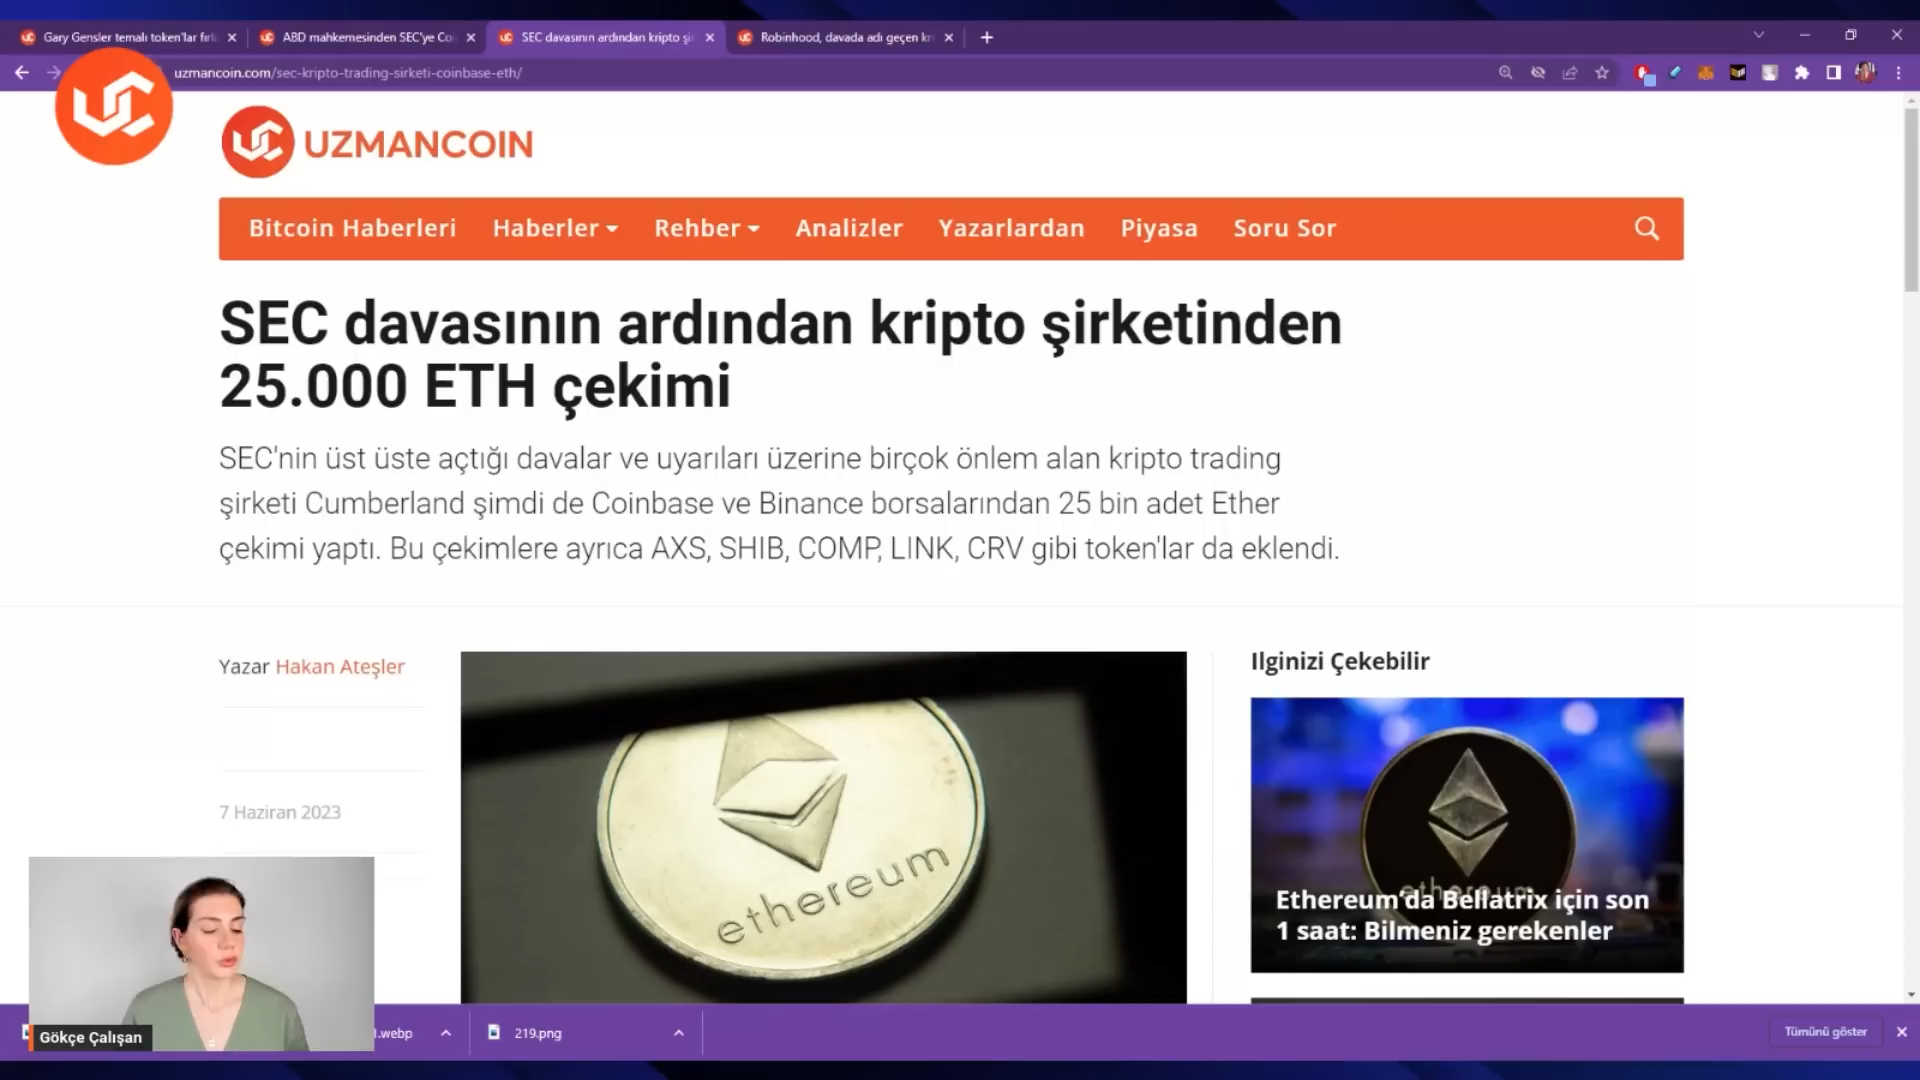 Gary Gensler temalı token'lar fırla
ABD mahkemesinden SEC'ye Co
SEC davasının ardından kripto şi
Robinhood, davada adı geçen kr
uzmancoin.com/sec-kripto-trading-sirketi-coinbase-eth/
UZMANCOIN
Bitcoin Haberleri Haberler Rehber Analizler Yazarlardan Piyasa Soru Sor
SEC davasının ardından kripto şirketinden
25.000 ETH çekimi
SEC'nin üst üste açtığı davalar ve uyarıları üzerine birçok önlem alan kripto trading
şirketi Cumberland şimdi de Coinbase ve Binance borsalarından 25 bin adet Ether
çekimi yaptı. Bu çekimlere ayrıca AXS, SHIB, COMP, LINK, CRV gibi token'lar da eklendi.
Yazar Hakan Ateşler
7 Haziran 2023
ethereum
Ilginizi Çekebilir
ethereum
Ethereum'da Bellatrix için son
1 saat: Bilmeniz gerekenler
Gökçe Çalışan
1.webp
219.png
Tümünü göster